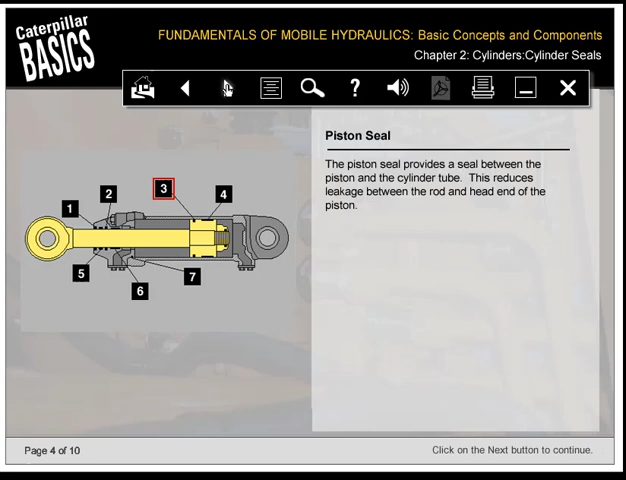 Caterpillar
BASICS
FUNDAMENTALS OF MOBILE HYDRAULICS: Basic Concepts and Components
Chapter 2: Cylinders:Cylinder Seals
?
Piston Seal
The piston seal provides a seal between the
piston and the cylinder tube. This reduces
leakage between the rod and head end of the
piston.
1
2
3
4
5
6
7
Page 4 of 10
Click on the Next button to continue.